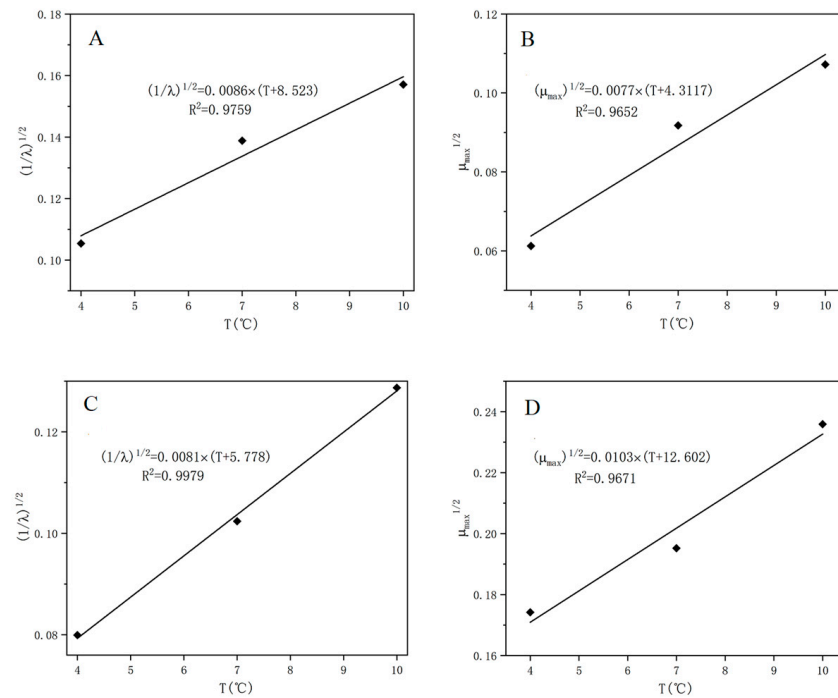 A
(1/λ)^1/2=0.0086×(T+8.523)
R^2=0.9759
0.18
0.16
0.14
0.12
0.10
(1/λ)^1/2
4 5 6 7 8 9 10
T(℃)
B
(μmax)^1/2=0.0077×(T+4.3117)
R^2=0.9652
0.12
0.10
0.08
0.06
μmax^1/2
4 5 6 7 8 9 10
T(℃)
C
(1/λ)^1/2=0.0081×(T+5.778)
R^2=0.9979
0.12
0.10
0.08
(1/λ)^1/2
4 5 6 7 8 9 10
T(℃)
D
(μmax)^1/2=0.0103×(T+12.602)
R^2=0.9671
0.24
0.22
0.20
0.18
0.16
μmax^1/2
4 5 6 7 8 9 10
T(℃)